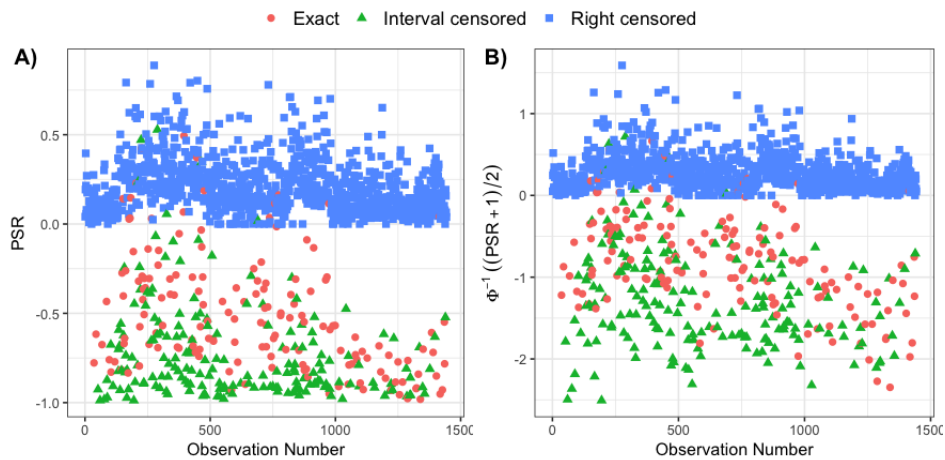 Exact Interval censored Right censored
A)
PSR
0.5
0.0
-0.5
-1.0
0 500 1000 1500
Observation Number
B)
Φ⁻¹ ((PSR + 1)/2)
1
0
-1
-2
0 500 1000 1500
Observation Number